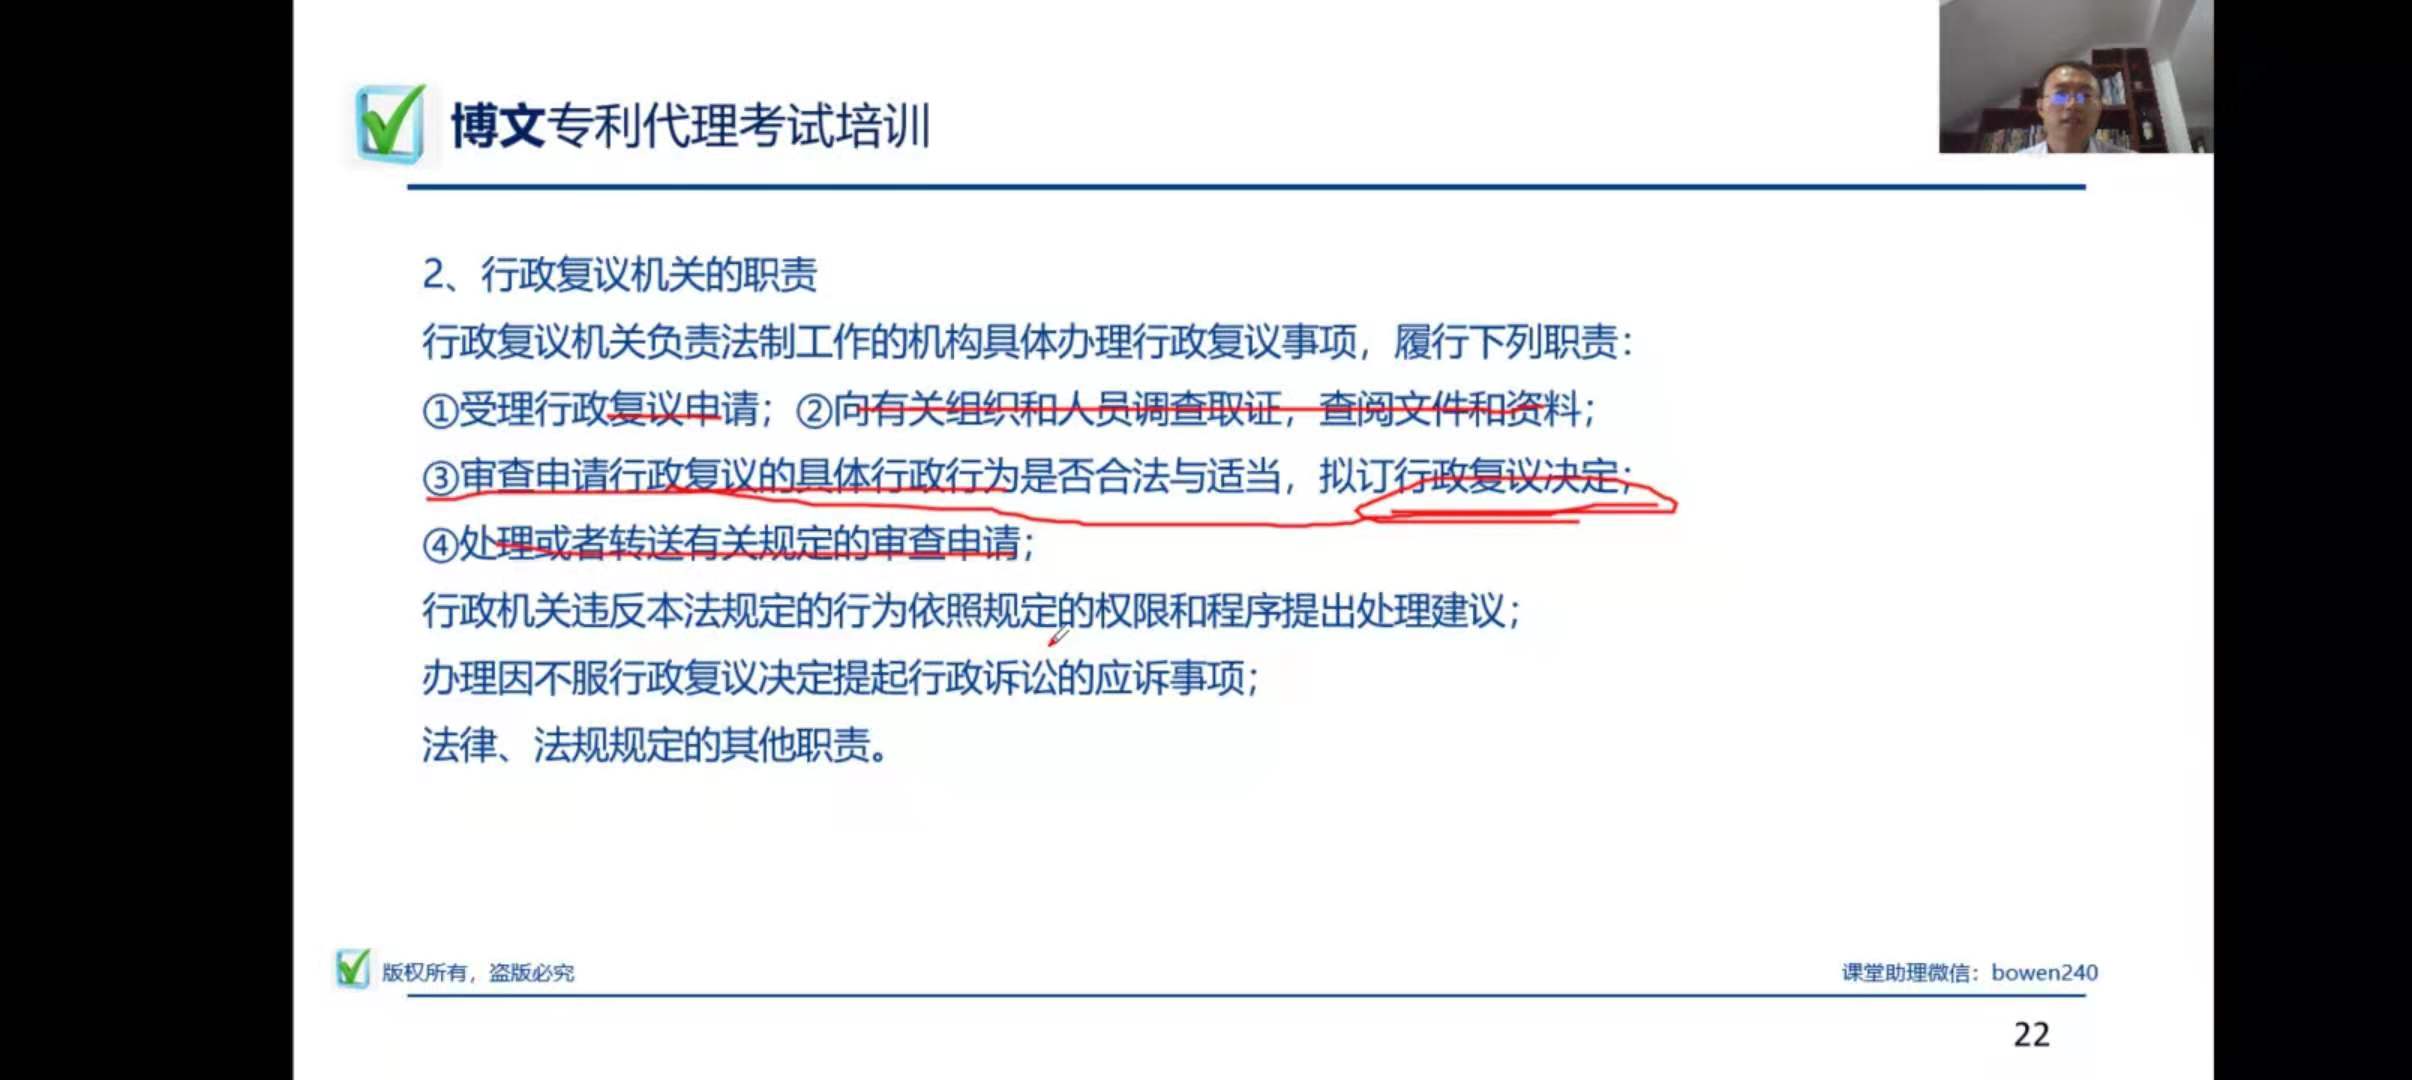 博文专利代理考试培训
2、行政复议机关的职责
行政复议机关负责法制工作的机构具体办理行政复议事项，履行下列职责：
①受理行政复议申请；②向有关组织和人员调查取证，查阅文件和资料；
③审查申请行政复议的具体行政行为是否合法与适当，拟订行政复议决定；
④处理或者转送有关规定的审查申请；
行政机关违反本法规定的行为依照规定的权限和程序提出处理建议；
办理因不服行政复议决定提起行政诉讼的应诉事项；
法律、法规规定的其他职责。
版权所有，盗版必究
课堂助理微信：bowen240
22